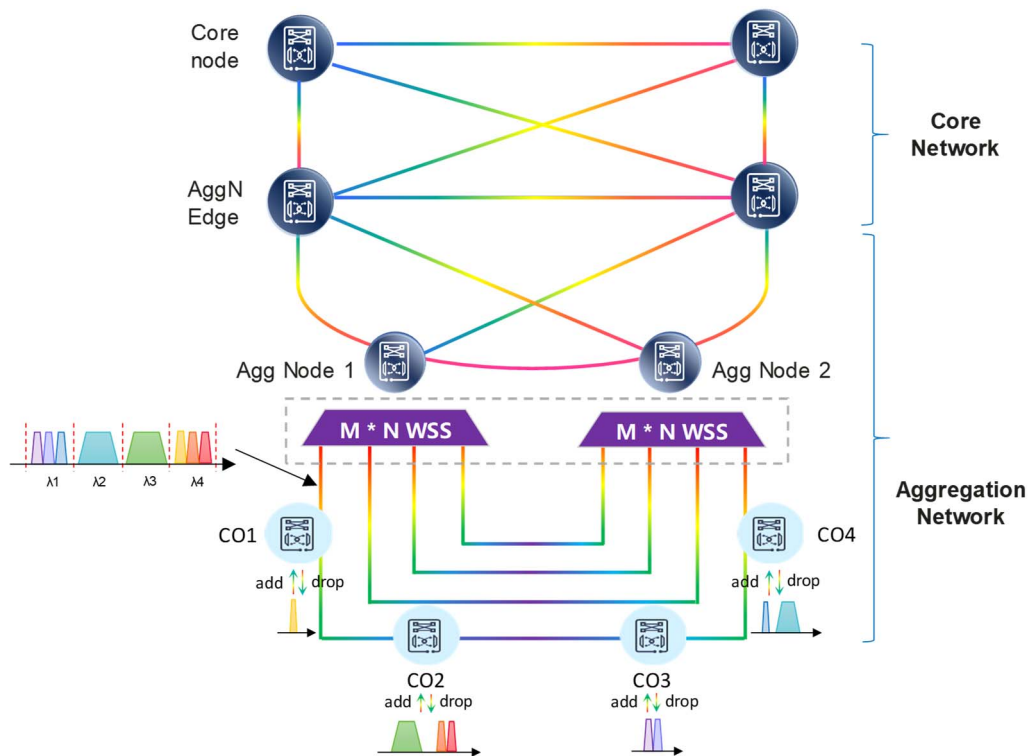 Core
node
Core
Network
AggN
Edge
Agg Node 1
Agg Node 2
M * N WSS
M * N WSS
λ1
λ2
λ3
λ4
Aggregation
Network
CO1
CO4
add
drop
add
drop
CO2
CO3
add
drop
add
drop